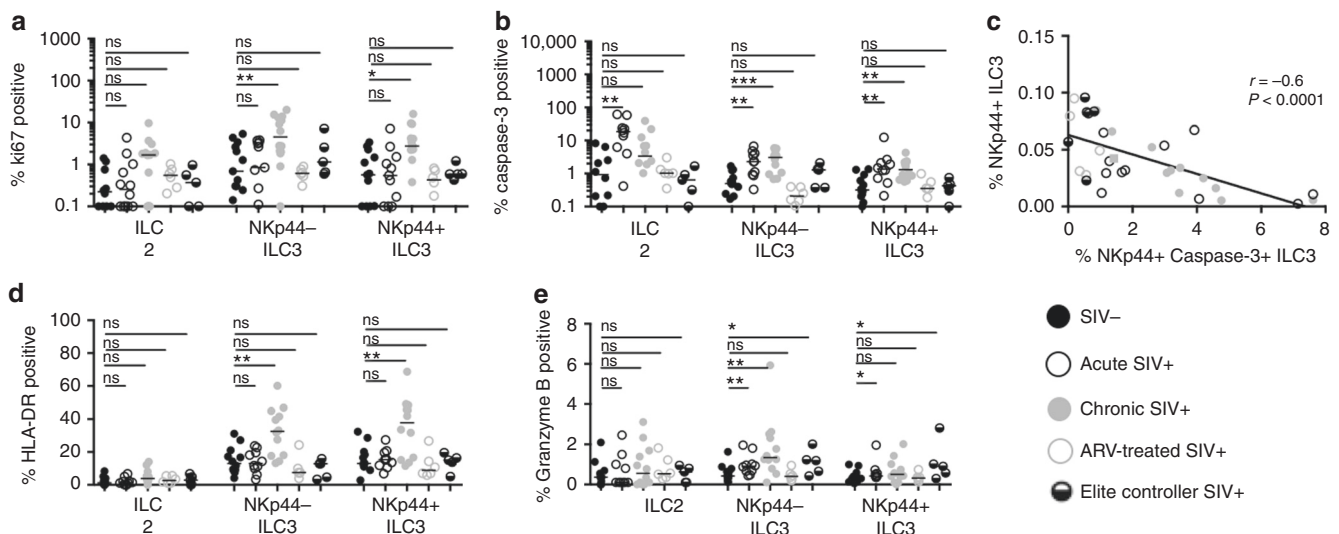 a
% ki67 positive
1000
100
10
1
0.1
ns
ns
ns
ns
ns
ns
**
ns
ns
ns
*
ns
ILC
2
NKp44–
ILC3
NKp44+
ILC3
b
% caspase-3 positive
10,000
1000
100
10
1
0.1
ns
ns
ns
**
ns
ns
***
**
ns
ns
**
**
ILC
2
NKp44–
ILC3
NKp44+
ILC3
c
% NKp44+ ILC3
0.15
0.10
0.05
0.00
r = –0.6
P < 0.0001
0 2 4 6 8
% NKp44+ Caspase-3+ ILC3
d
% HLA-DR positive
100
80
60
40
20
0
ns
ns
ns
ns
ns
ns
**
ns
ns
ns
**
ns
ILC
2
NKp44–
ILC3
NKp44+
ILC3
e
% Granzyme B positive
8
6
4
2
0
ns
ns
ns
ns
*
ns
**
**
*
ns
ns
*
ILC2
NKp44–
ILC3
NKp44+
ILC3
SIV–
Acute SIV+
Chronic SIV+
ARV-treated SIV+
Elite controller SIV+